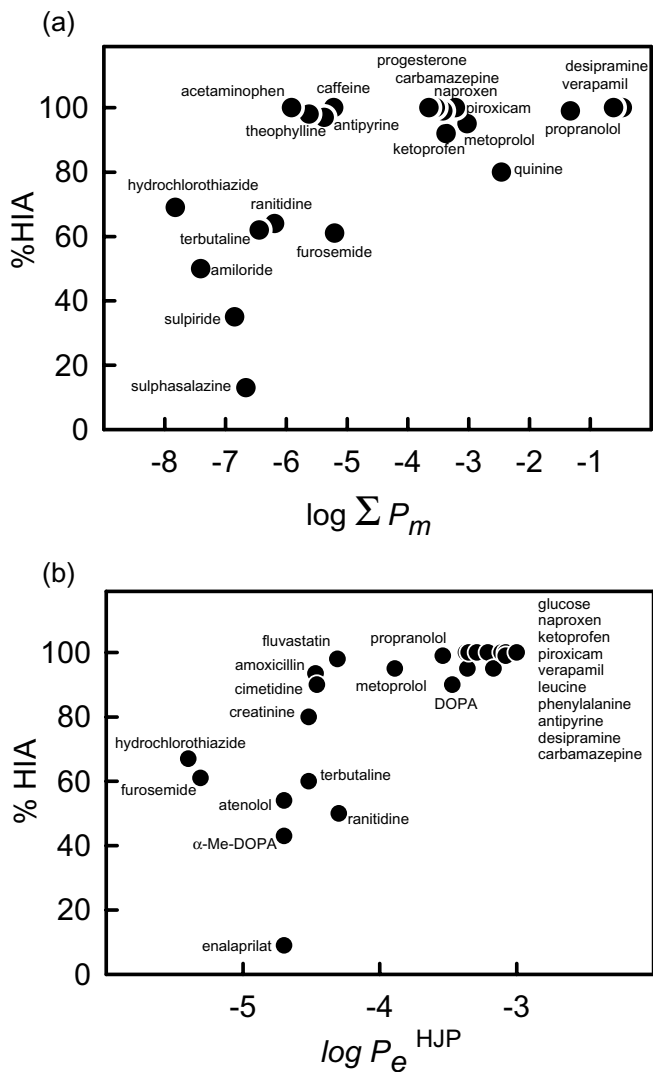 (a)
progesterone
desipramine
carbamazepine
acetaminophen
caffeine
naproxen
verapamil
100
piroxicam
theophylline
antipyrine
propranolol
ketoprofen
metoprolol
80
quinine
hydrochlorothiazide
ranitidine
%HIA
60
terbutaline
furosemide
amiloride
40
sulpiride
20
sulphasalazine
0
-8 -7 -6 -5 -4 -3 -2 -1
log Σ Pm
(b)
glucose
naproxen
ketoprofen
piroxicam
verapamil
leucine
phenylalanine
antipyrine
desipramine
carbamazepine
fluvastatin
propranolol
100
amoxicillin
cimetidine
metoprolol
DOPA
creatinine
80
hydrochlorothiazide
% HIA
60
furosemide
terbutaline
atenolol
ranitidine
α-Me-DOPA
40
20
enalaprilat
0
-5 -4 -3
log Pe HJP